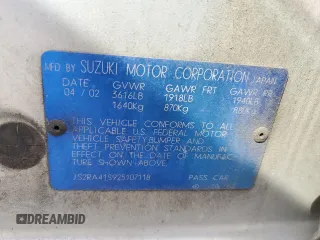 MFD BY SUZUKI MOTOR CORPORATION JAPAN
DATE GVWR GAWR FRT GAWR RR
04 / 02 3616LB 1918LB 1940LB
1640KG 870KG
THIS VEHICLE CONFORMS TO ALL
APPLICABLE U.S. FEDERAL MOTOR
VEHICLE SAFETY,BUMPER, AND
THEFT PREVENTION STANDARDS
IN EFFECT ON THE DATE OF MANUFAC-
TURE SHOWN ABOVE.
PASS CAR
©DREAMBID